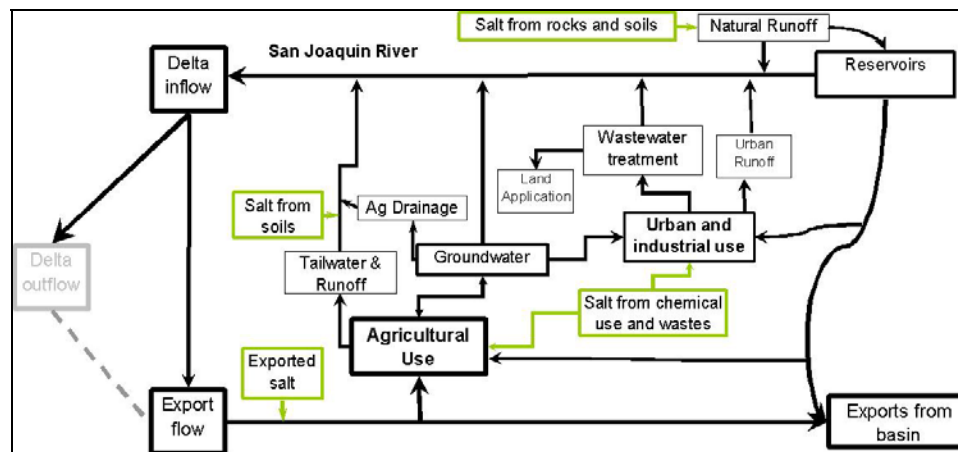 Salt from rocks and soils
Natural Runoff
San Joaquin River
Delta
inflow
Reservoirs
Wastewater
treatment
Urban
Runoff
Land
Application
Salt from
soils
Ag Drainage
Urban and
industrial use
Delta
outflow
Tailwater &
Runoff
Groundwater
Salt from chemical
use and wastes
Agricultural
Use
Exported
salt
Export
flow
Exports from
basin